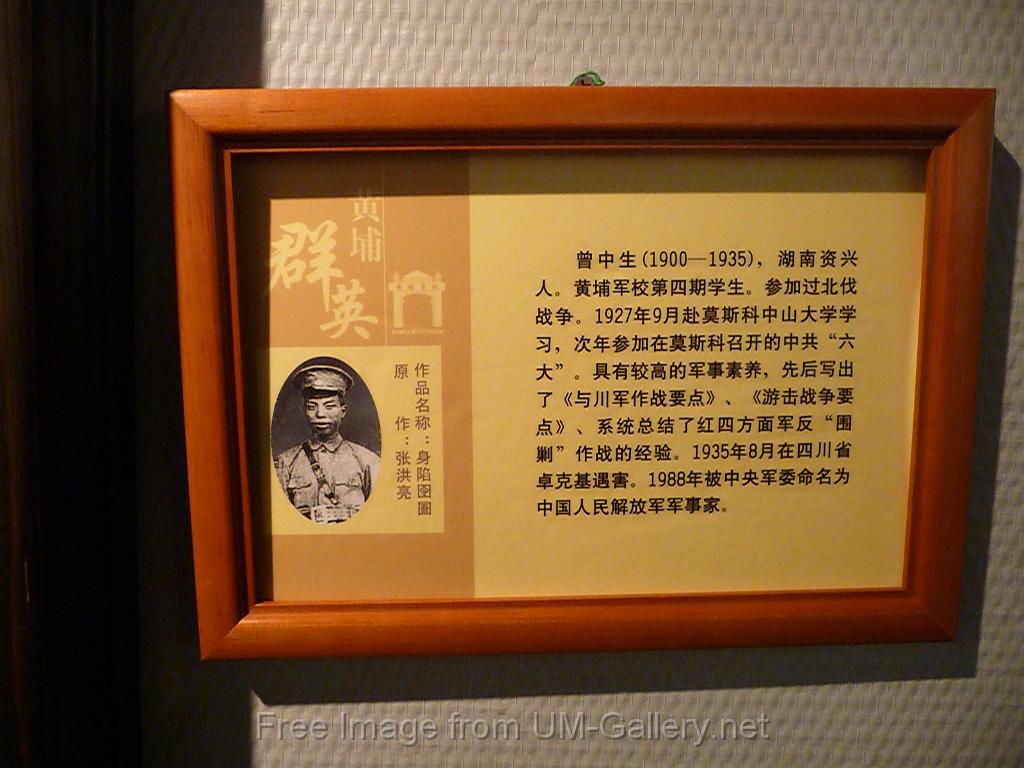 黄埔
群英
作品名称：身陷囹圄
原 作：张洪亮
曾中生(1900—1935)，湖南资兴
人。黄埔军校第四期学生。参加过北伐
战争。1927年9月赴莫斯科中山大学学
习，次年参加在莫斯科召开的中共“六
大”。具有较高的军事素养，先后写出
了《与川军作战要点》、《游击战争要
点》、系统总结了红四方面军反“围
剿”作战的经验。1935年8月在四川省
卓克基遇害。1988年被中央军委命名为
中国人民解放军军事家。
Free Image from UM-Gallery.net